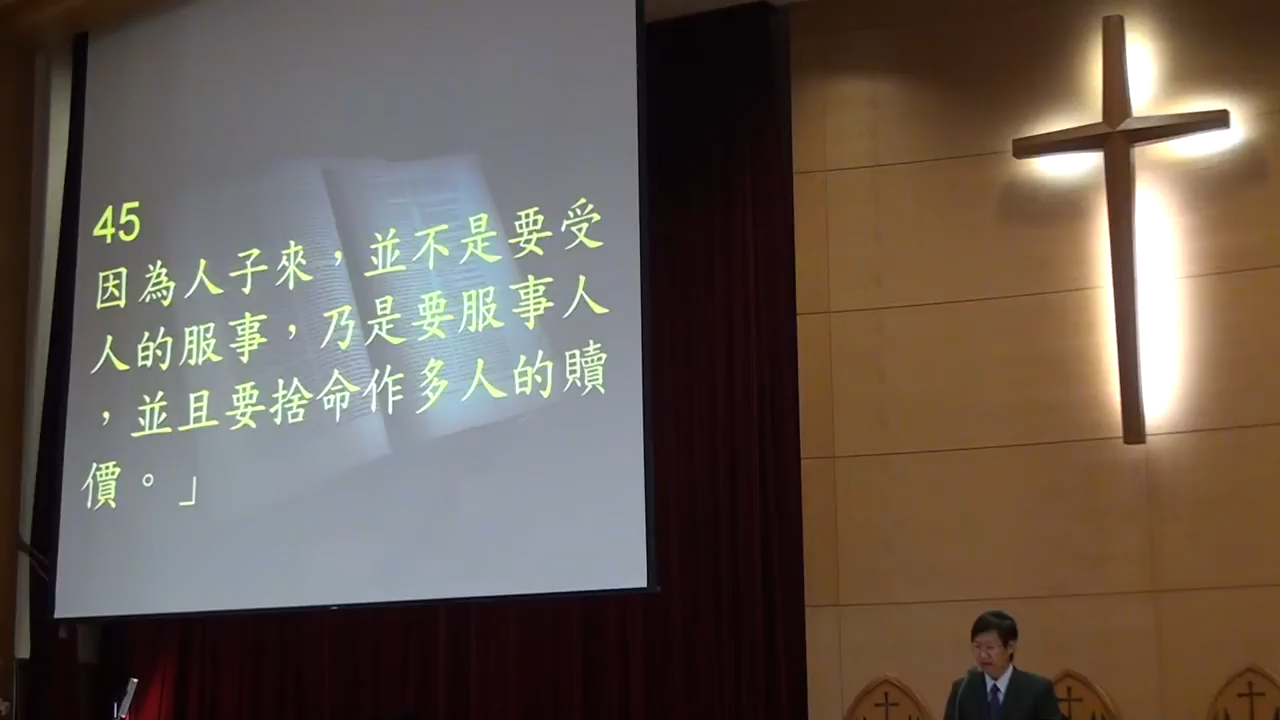 45
因為人子來，並不是要受
人的服事，乃是要服事人
，並且要捨命作多人的贖
價。」